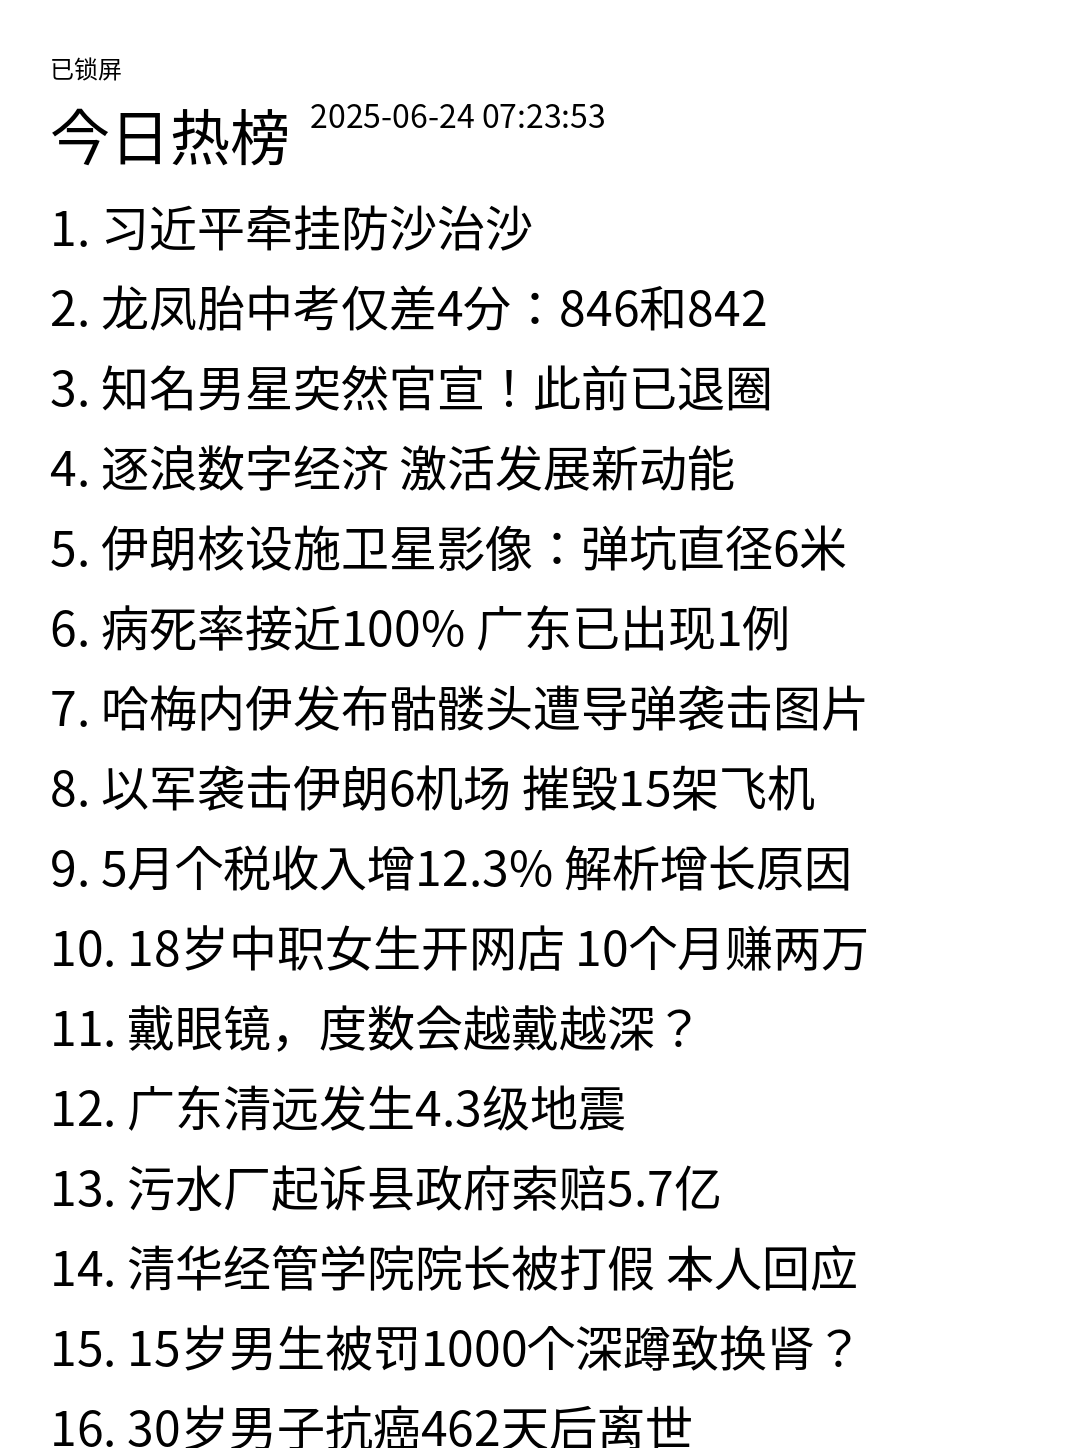 已锁屏
今日热榜 2025-06-24 07:23:53
1. 习近平牵挂防沙治沙
2. 龙凤胎中考仅差4分：846和842
3. 知名男星突然官宣！此前已退圈
4. 逐浪数字经济 激活发展新动能
5. 伊朗核设施卫星影像：弹坑直径6米
6. 病死率接近100% 广东已出现1例
7. 哈梅内伊发布骷髅头遭导弹袭击图片
8. 以军袭击伊朗6机场 摧毁15架飞机
9. 5月个税收入增12.3% 解析增长原因
10. 18岁中职女生开网店 10个月赚两万
11. 戴眼镜，度数会越戴越深？
12. 广东清远发生4.3级地震
13. 污水厂起诉县政府索赔5.7亿
14. 清华经管学院院长被打假 本人回应
15. 15岁男生被罚1000个深蹲致换肾？
16. 30岁男子抗癌462天后离世